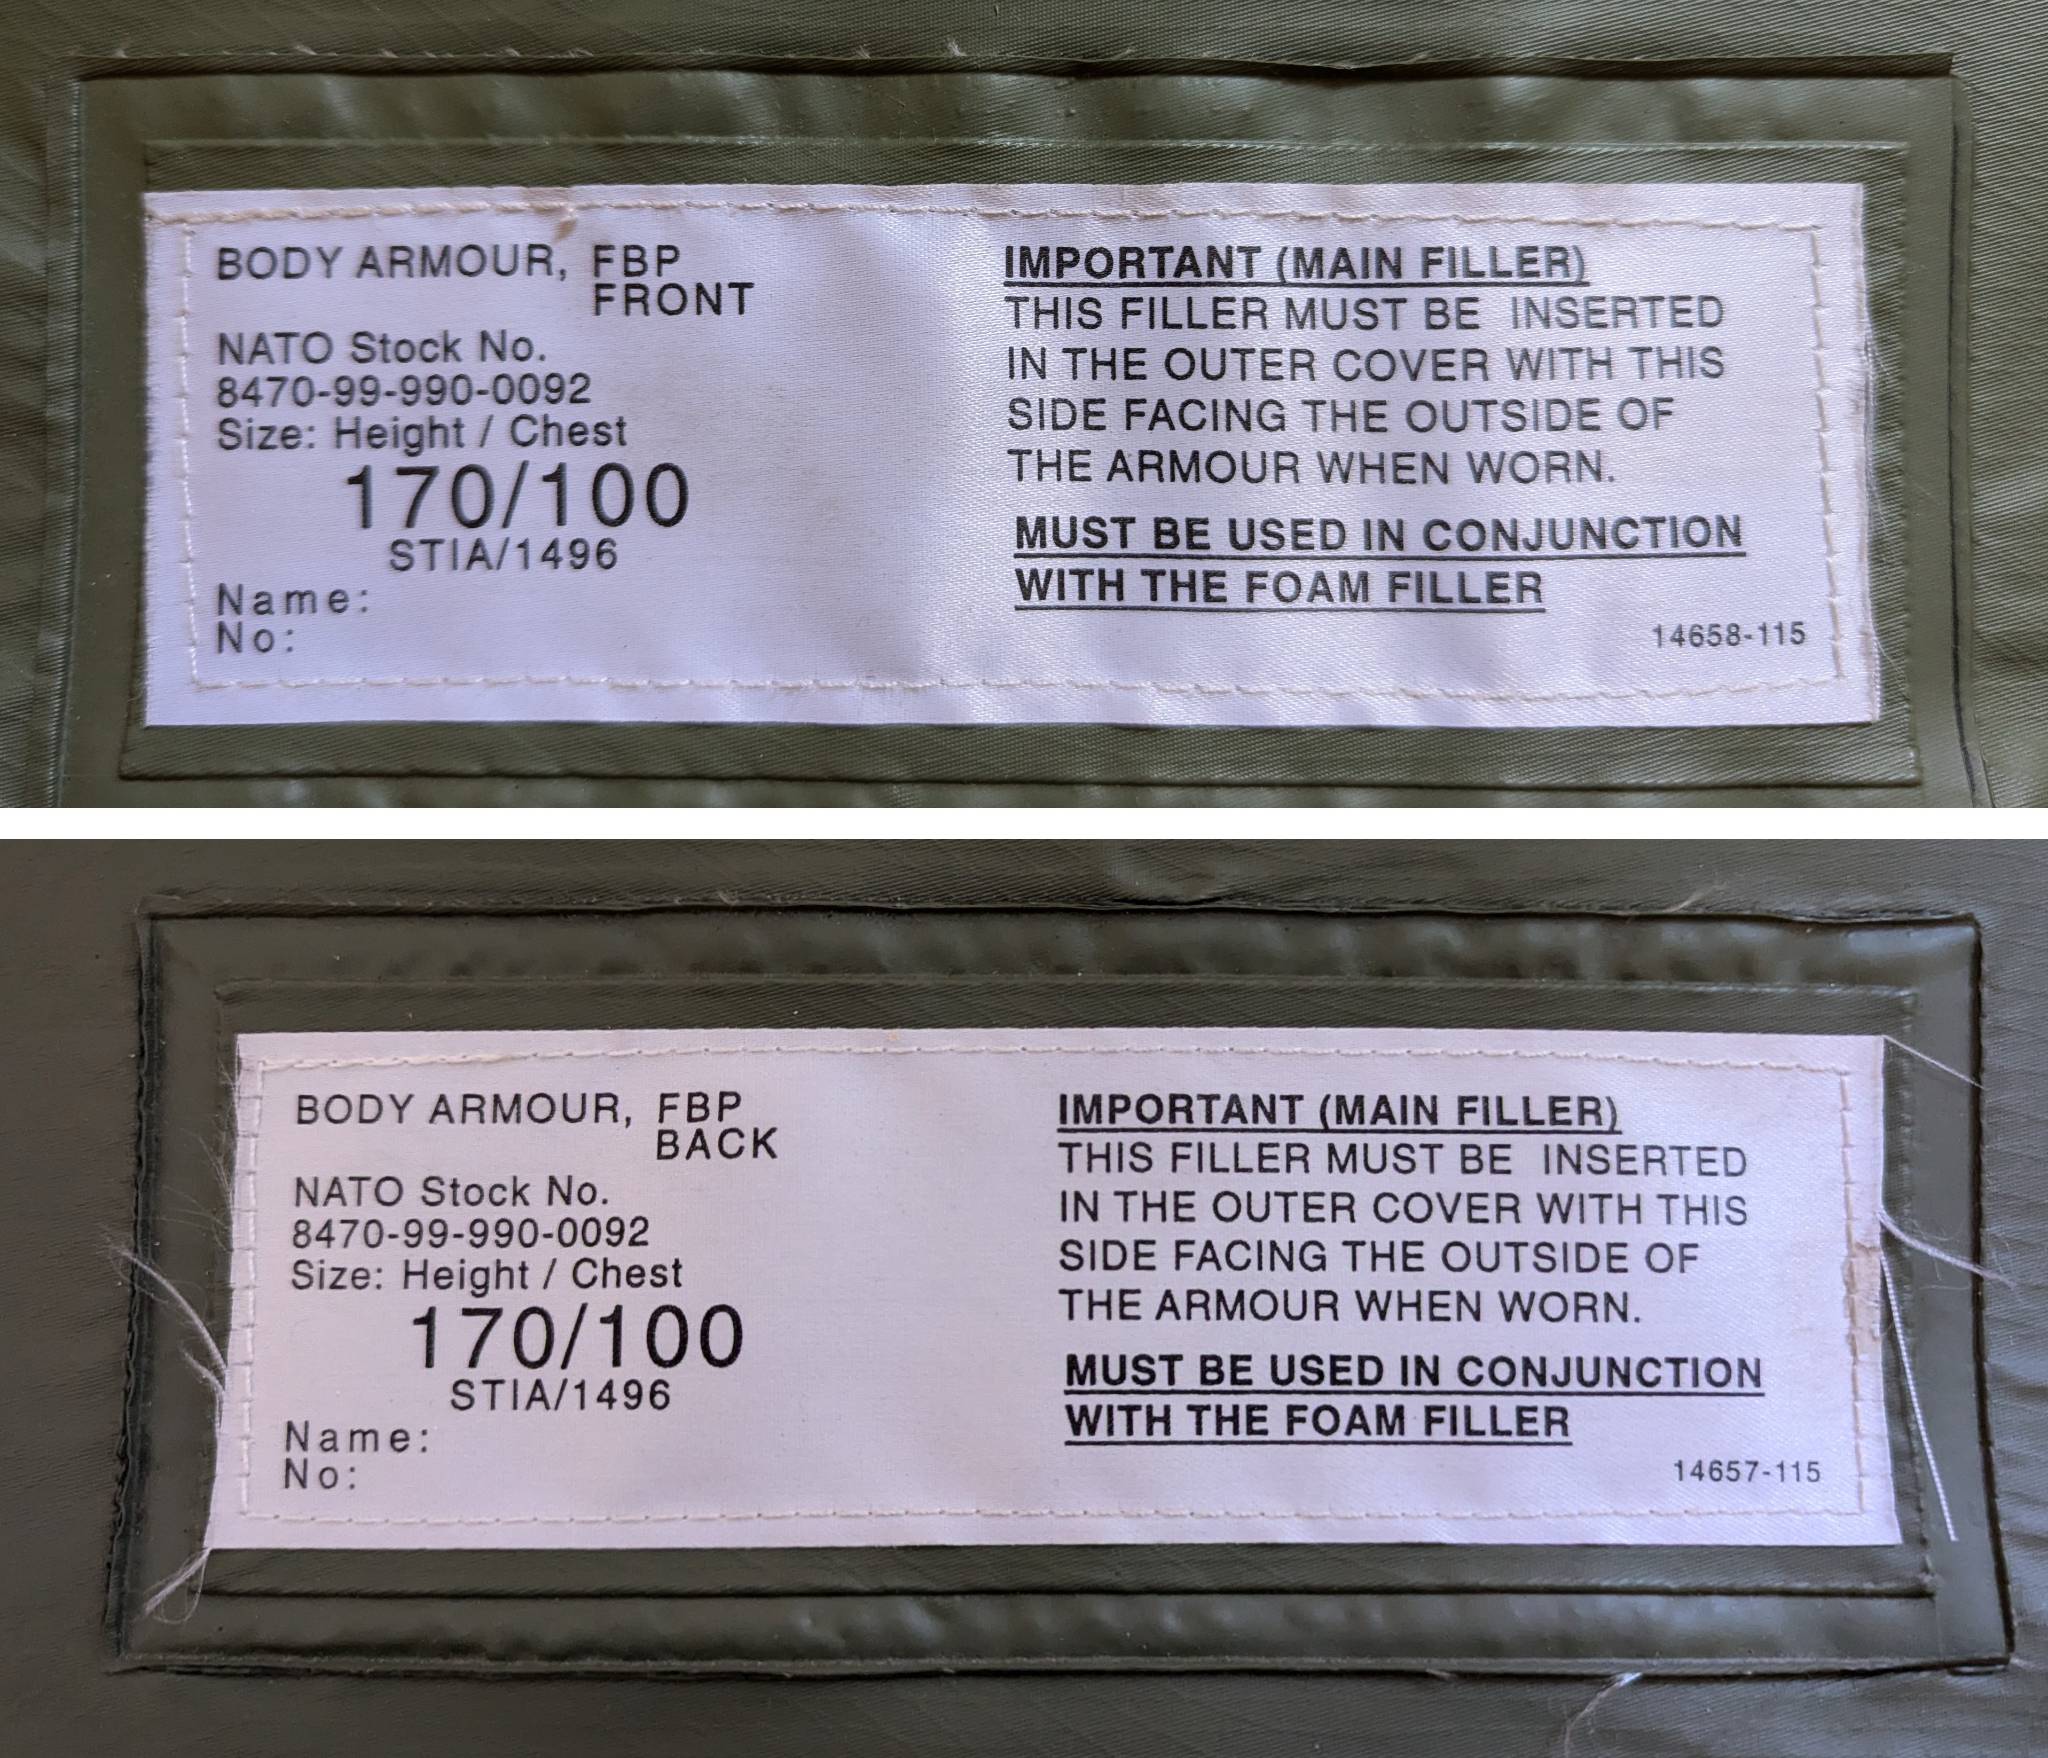 BODY ARMOUR, FBP
FRONT
NATO Stock No.
8470-99-990-0092
Size: Height / Chest
170/100
STIA/1496
Name:
No:
IMPORTANT (MAIN FILLER)
THIS FILLER MUST BE INSERTED
IN THE OUTER COVER WITH THIS
SIDE FACING THE OUTSIDE OF
THE ARMOUR WHEN WORN.
MUST BE USED IN CONJUNCTION
WITH THE FOAM FILLER
14658-115
BODY ARMOUR, FBP
BACK
NATO Stock No.
8470-99-990-0092
Size: Height / Chest
170/100
STIA/1496
Name:
No:
IMPORTANT (MAIN FILLER)
THIS FILLER MUST BE INSERTED
IN THE OUTER COVER WITH THIS
SIDE FACING THE OUTSIDE OF
THE ARMOUR WHEN WORN.
MUST BE USED IN CONJUNCTION
WITH THE FOAM FILLER
14657-115